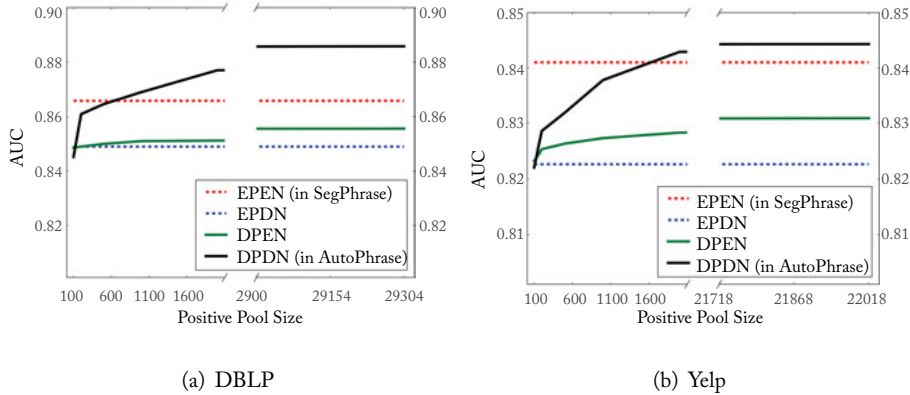 0.90
0.88
0.86
0.84
0.82
AUC
0.90
0.88
0.86
0.84
0.82
EPEN (in SegPhrase)
EPDN
DPEN
DPDN (in AutoPhrase)
100 600 1100 1600 2900 29154 29304
Positive Pool Size
(a) DBLP
0.85
0.84
0.83
0.82
0.81
AUC
0.85
0.84
0.83
0.82
0.81
EPEN (in SegPhrase)
EPDN
DPEN
DPDN (in AutoPhrase)
100 600 1100 1600 21718 21868 22018
Positive Pool Size
(b) Yelp